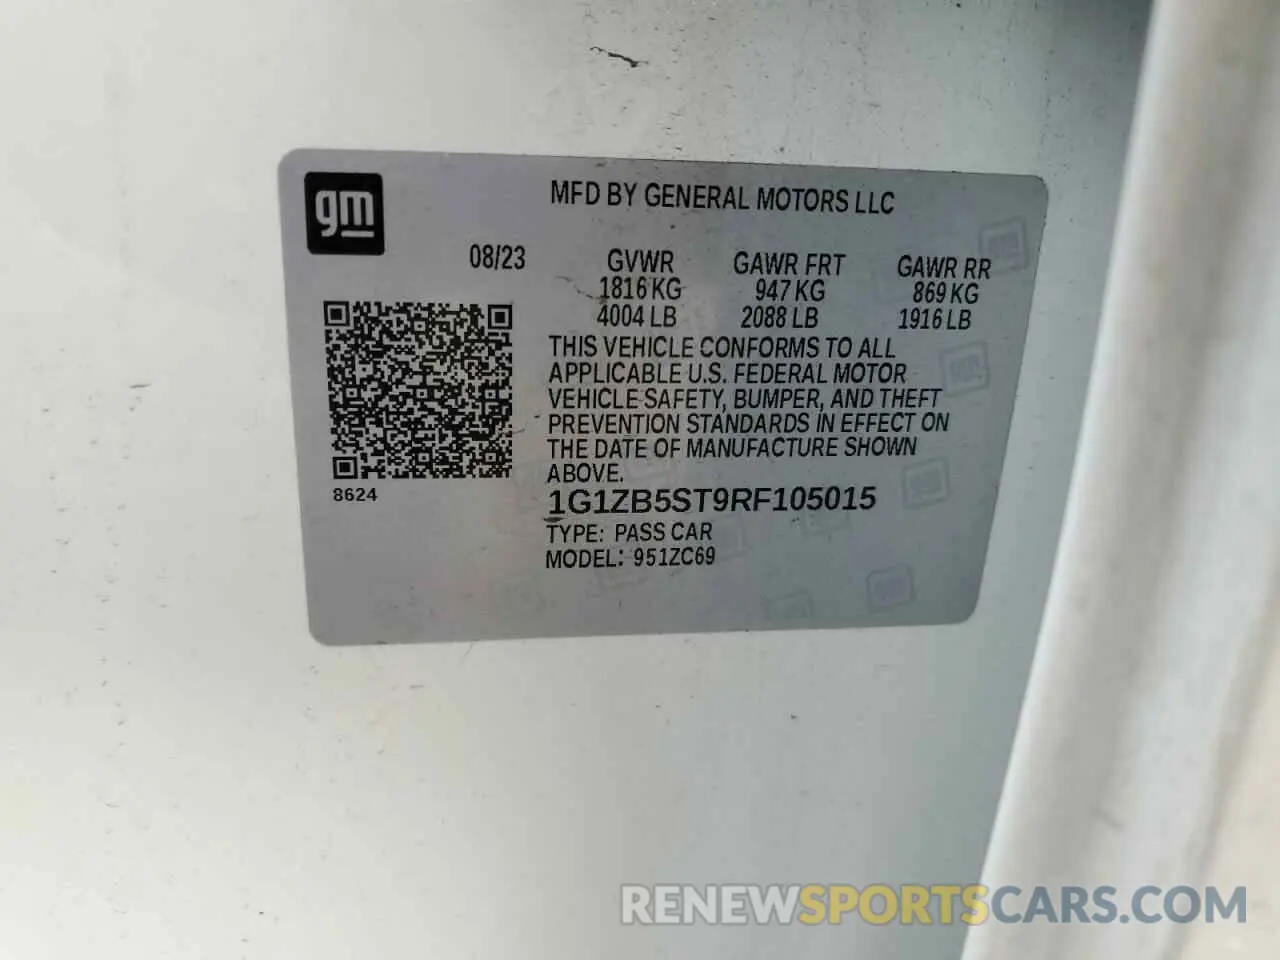 gm
MFD BY GENERAL MOTORS LLC
08/23
GVWR
1816 KG
4004 LB
GAWR FRT
947 KG
2088 LB
GAWR RR
869 KG
1916 LB
THIS VEHICLE CONFORMS TO ALL
APPLICABLE U.S. FEDERAL MOTOR
VEHICLE SAFETY, BUMPER, AND THEFT
PREVENTION STANDARDS IN EFFECT ON
THE DATE OF MANUFACTURE SHOWN
ABOVE.
8624
1G1ZB5ST9RF105015
TYPE: PASS CAR
MODEL: 951ZC69
RENEWSPORTSCARS.COM